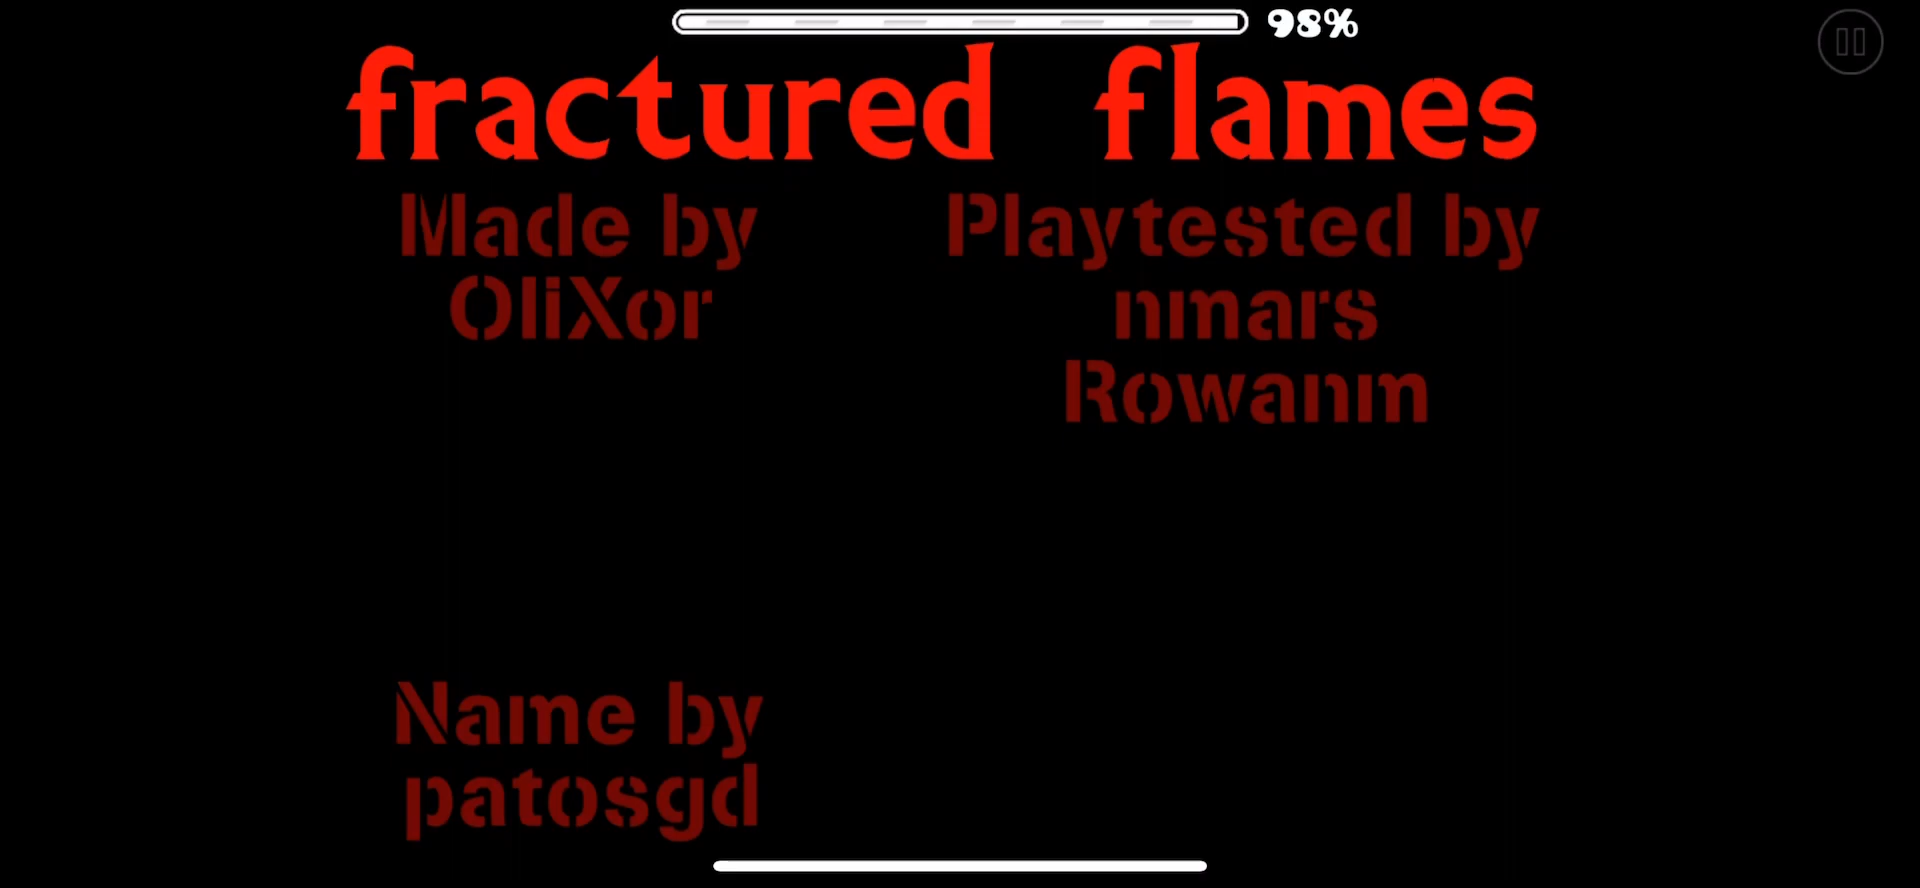 98%
fractured flames
Made by
OliXor
Playtested by
nmars
Rowanm
Name by
patosgd